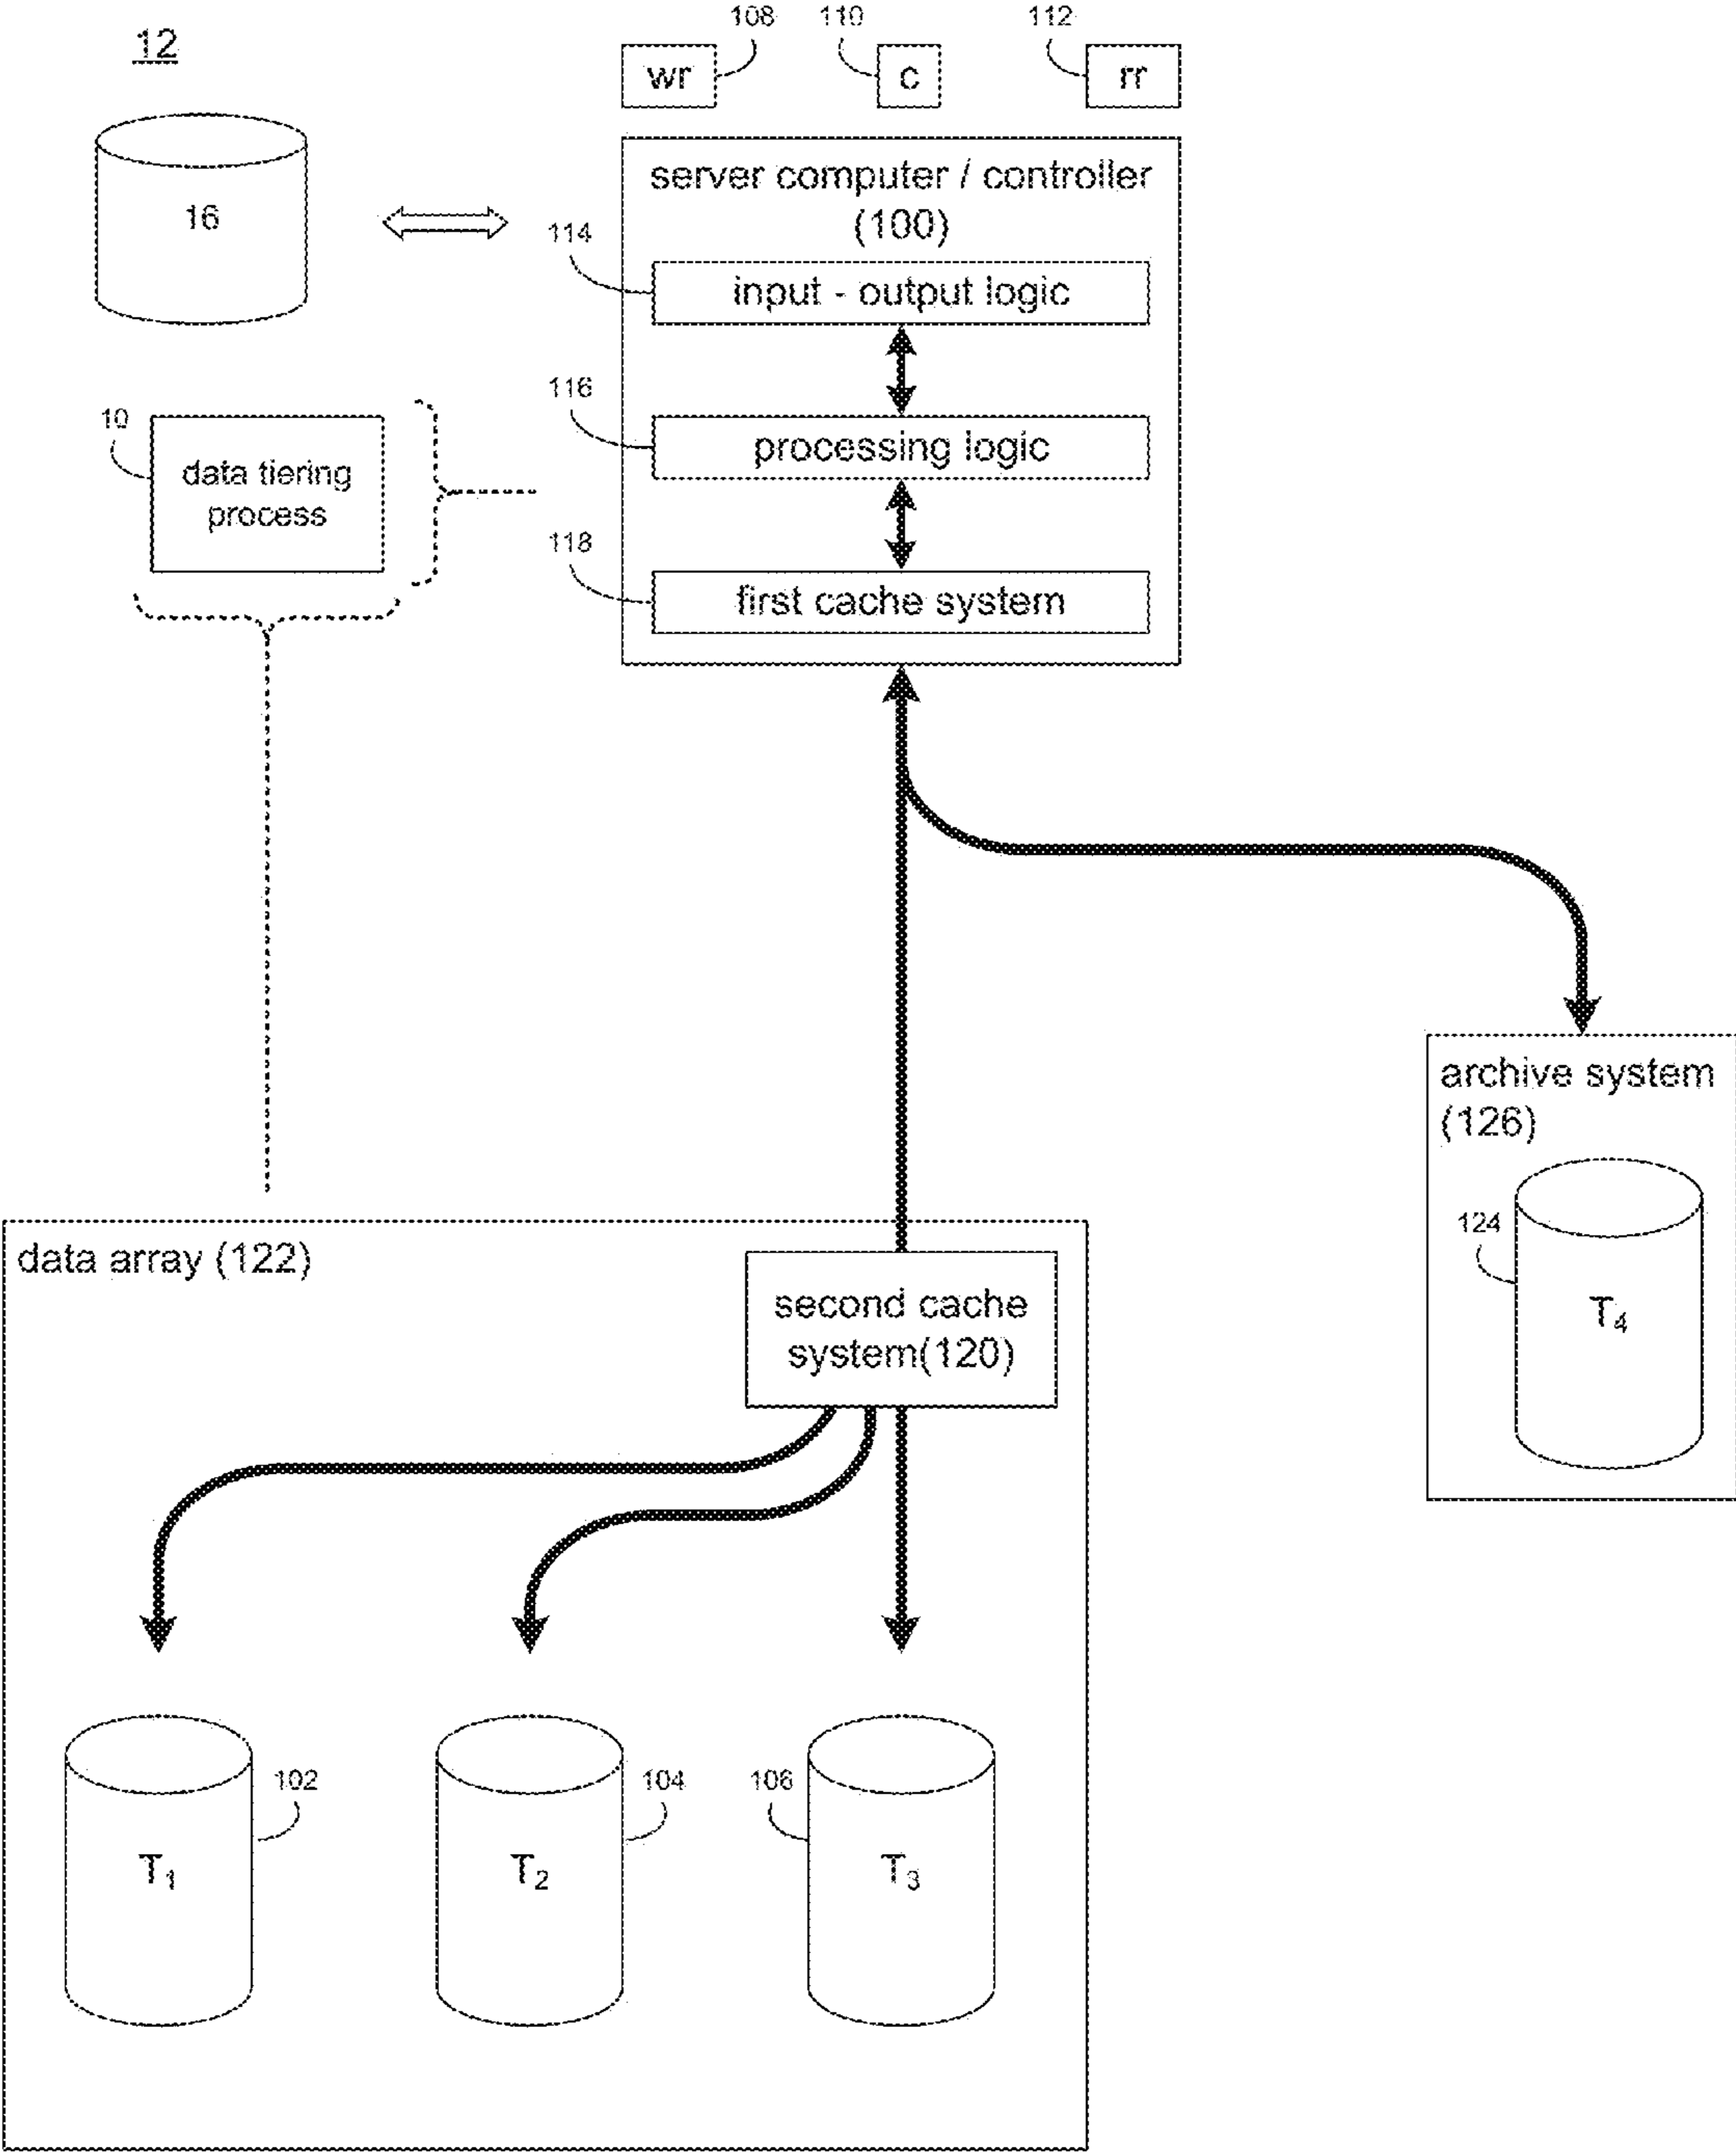 12
108
110
112
wr
c
rr
16
server computer / controller
(100)
114
input - output logic
116
processing logic
10
data tiering
process
118
first cache system
archive system
(126)
124
T4
data array (122)
second cache
system(120)
102
104
106
T1
T2
T3